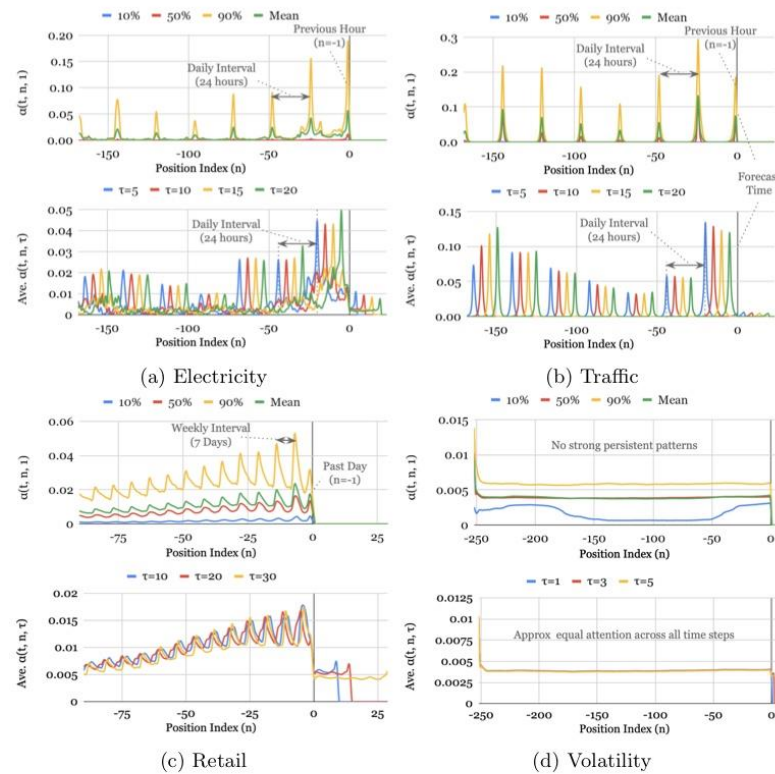 10% 50% 90% Mean
0.20
0.15
0.10
0.05
0.00
α(t, n, 1)
Previous Hour
(n=-1)
Daily Interval
(24 hours)
-150 -100 -50 0
Position Index (n)
τ=5 τ=10 τ=15 τ=20
0.05
0.04
0.03
0.02
0.01
0
Ave. α(t, n, τ)
Daily Interval
(24 hours)
-150 -100 -50 0
Position Index (n)
(a) Electricity
10% 50% 90% Mean
0.3
0.2
0.1
0.0
α(t, n, 1)
Previous Hour
(n=-1)
Daily Interval
(24 hours)
-150 -100 -50 0
Position Index (n)
Forecas
Time
τ=5 τ=10 τ=15 τ=20
0.15
0.10
0.05
0.00
Ave. α(t, n, τ)
Daily Interval
(24 hours)
-150 -100 -50 0
Position Index (n)
(b) Traffic
10% 50% 90% Mean
0.06
0.04
0.02
0
α(t, n, 1)
Weekly Interval
(7 Days)
Past Day
(n=-1)
-75 -50 -25 0 25
Position Index (n)
τ=10 τ=20 τ=30
0.02
0.015
0.01
0.005
0
Ave. α(t, n, τ)
-75 -50 -25 0 25
Position Index (n)
(c) Retail
10% 50% 90% Mean
0.015
0.01
0.005
0
α(t, n, 1)
No strong persistent patterns
-250 -200 -150 -100 -50 0
Position Index (n)
τ=1 τ=3 τ=5
0.0125
0.01
0.0075
0.005
0.0025
0
Ave. α(t, n, τ)
Approx equal attention across all time steps
-250 -200 -150 -100 -50 0
Position Index (n)
(d) Volatility